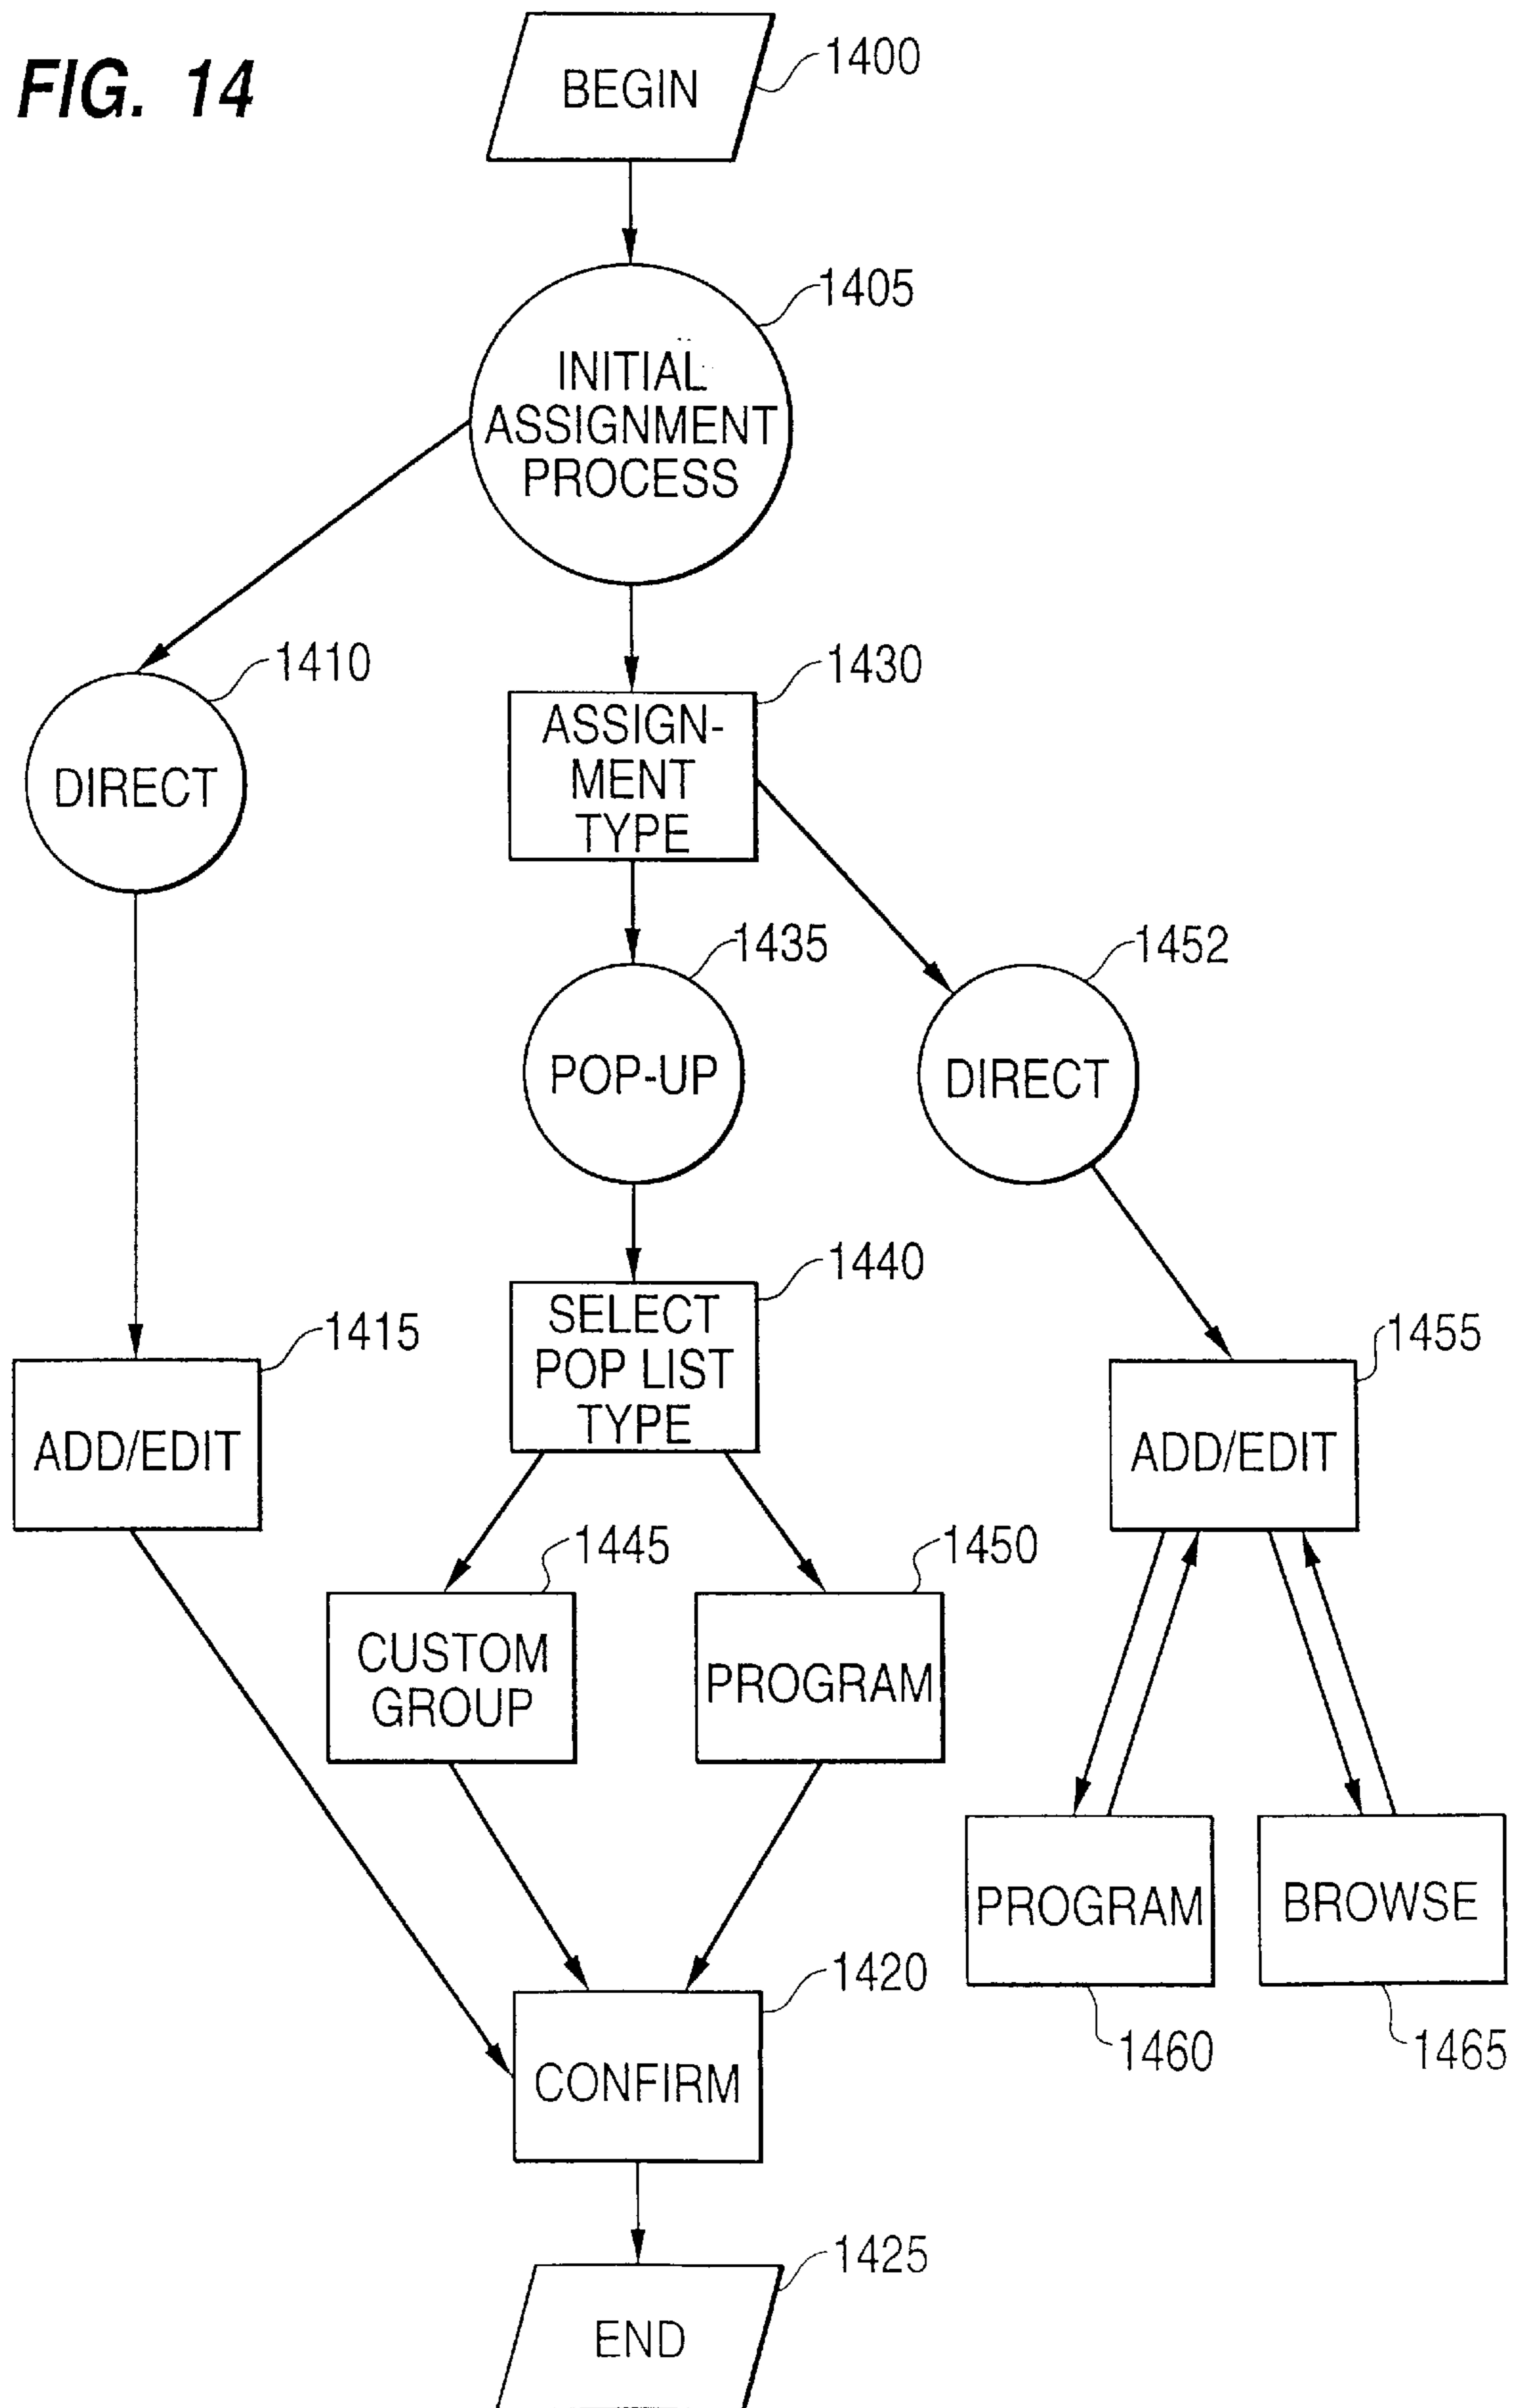 FIG. 14
BEGIN
1400
1405
INITIAL
ASSIGNMENT
PROCESS
1410
DIRECT
1430
ASSIGN-
MENT
TYPE
1435
POP-UP
1452
DIRECT
1415
ADD/EDIT
1440
SELECT
POP LIST
TYPE
1455
ADD/EDIT
1445
CUSTOM
GROUP
1450
PROGRAM
PROGRAM
1460
BROWSE
1465
1420
CONFIRM
1425
END